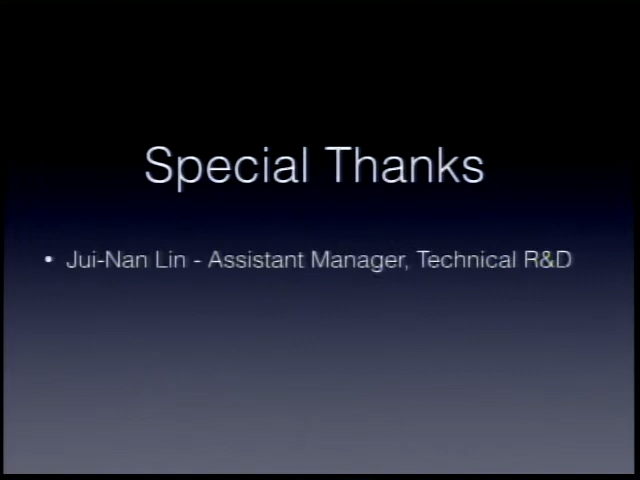 Special Thanks
• Jui-Nan Lin - Assistant Manager, Technical R&D